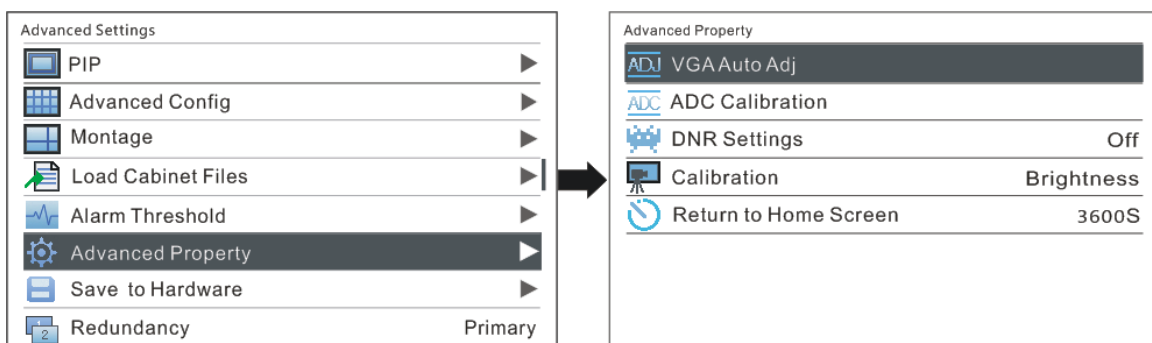 Advanced Settings
PIP
Advanced Config
Montage
Load Cabinet Files
Alarm Threshold
Advanced Property
Save to Hardware
2 Redundancy Primary
Advanced Property
ADJ VGA Auto Adj
ADC ADC Calibration
DNR Settings Off
Calibration Brightness
Return to Home Screen 3600S